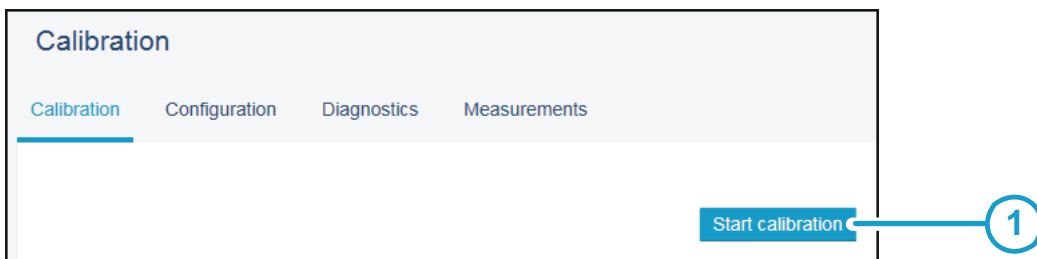 Calibration
Calibration Configuration Diagnostics Measurements
Start calibration
1